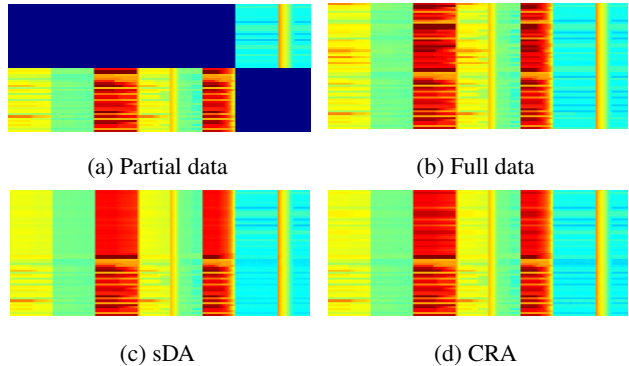 (a) Partial data
(b) Full data
(c) sDA
(d) CRA